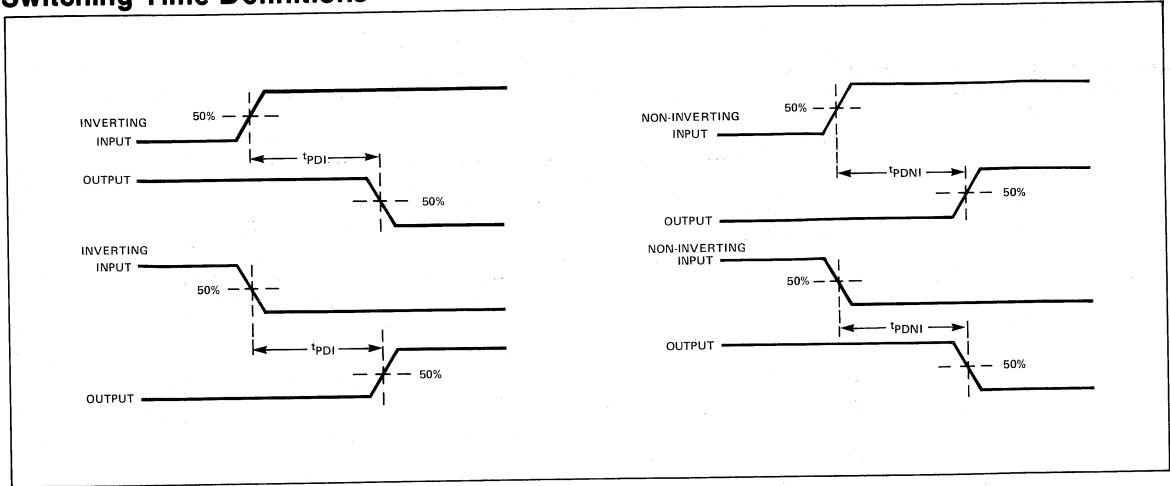 Switching Time Definitions
INVERTING
INPUT
50%
tPDI
OUTPUT
50%
INVERTING
INPUT
50%
tPDI
50%
OUTPUT
NON-INVERTING
INPUT
50%
tPDNI
50%
OUTPUT
NON-INVERTING
INPUT
50%
tPDNI
OUTPUT
50%